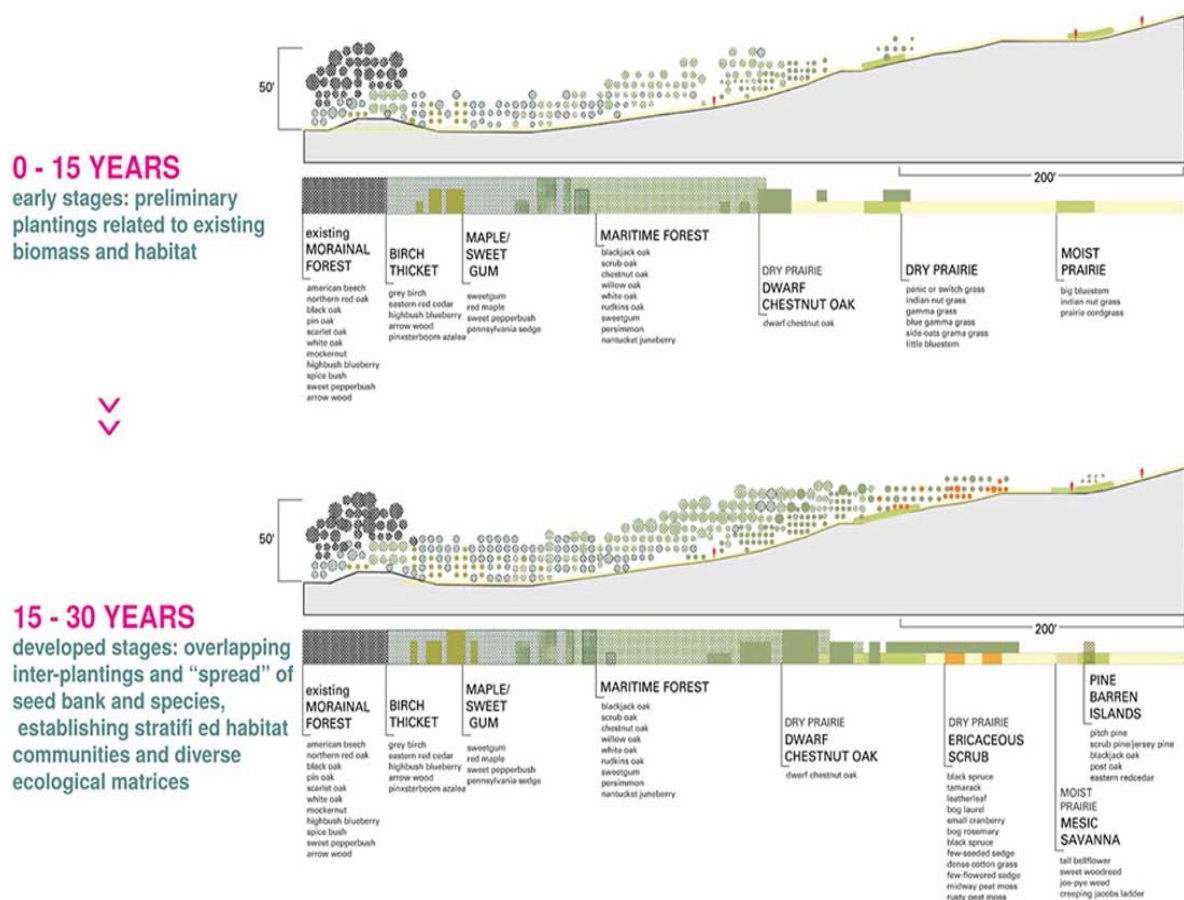 50'
0 - 15 YEARS
early stages: preliminary
plantings related to existing
biomass and habitat
200'
existing
MORAINAL
FOREST
american beech
northern red oak
black oak
pin oak
scarlet oak
white oak
mockernut
highbush blueberry
spice bush
sweet pepperbush
arrow wood
BIRCH
THICKET
grey birch
eastern red cedar
highbush blueberry
arrow wood
pinxsterboom azalea
MAPLE/
SWEET
GUM
sweetgum
red maple
sweet pepperbush
pennsylvania sedge
MARITIME FOREST
blackjack oak
scrub oak
chestnut oak
willow oak
white oak
rudkins oak
sweetgum
persimmon
nantucket juneberry
DRY PRAIRIE
DWARF
CHESTNUT OAK
dwarf chestnut oak
DRY PRAIRIE
panic or switch grass
indian nut grass
gamma grass
blue gamma grass
side-oats grama grass
little bluestem
MOIST
PRAIRIE
big bluestem
indian nut grass
prairie cordgrass
50'
15 - 30 YEARS
developed stages: overlapping
inter-plantings and “spread” of
seed bank and species,
establishing stratifi ed habitat
communities and diverse
ecological matrices
200'
existing
MORAINAL
FOREST
american beech
northern red oak
black oak
pin oak
scarlet oak
white oak
mockernut
highbush blueberry
spice bush
sweet pepperbush
arrow wood
BIRCH
THICKET
grey birch
eastern red cedar
highbush blueberry
arrow wood
pinxsterboom azalea
MAPLE/
SWEET
GUM
sweetgum
red maple
sweet pepperbush
pennsylvania sedge
MARITIME FOREST
blackjack oak
scrub oak
chestnut oak
willow oak
white oak
rudkins oak
sweetgum
persimmon
nantucket juneberry
DRY PRAIRIE
DWARF
CHESTNUT OAK
dwarf chestnut oak
DRY PRAIRIE
ERICACEOUS
SCRUB
black spruce
tamarack
leatherleaf
bog laurel
small cranberry
bog rosemary
black spruce
few-seeded sedge
dense cotton grass
few-flowered sedge
midway peat moss
rusty peat moss
PINE
BARREN
ISLANDS
pitch pine
scrub pine/jersey pine
blackjack oak
post oak
eastern redcedar
MOIST
PRAIRIE
MESIC
SAVANNA
tall bellflower
sweet woodreed
joe-pye weed
creeping jacobs ladder